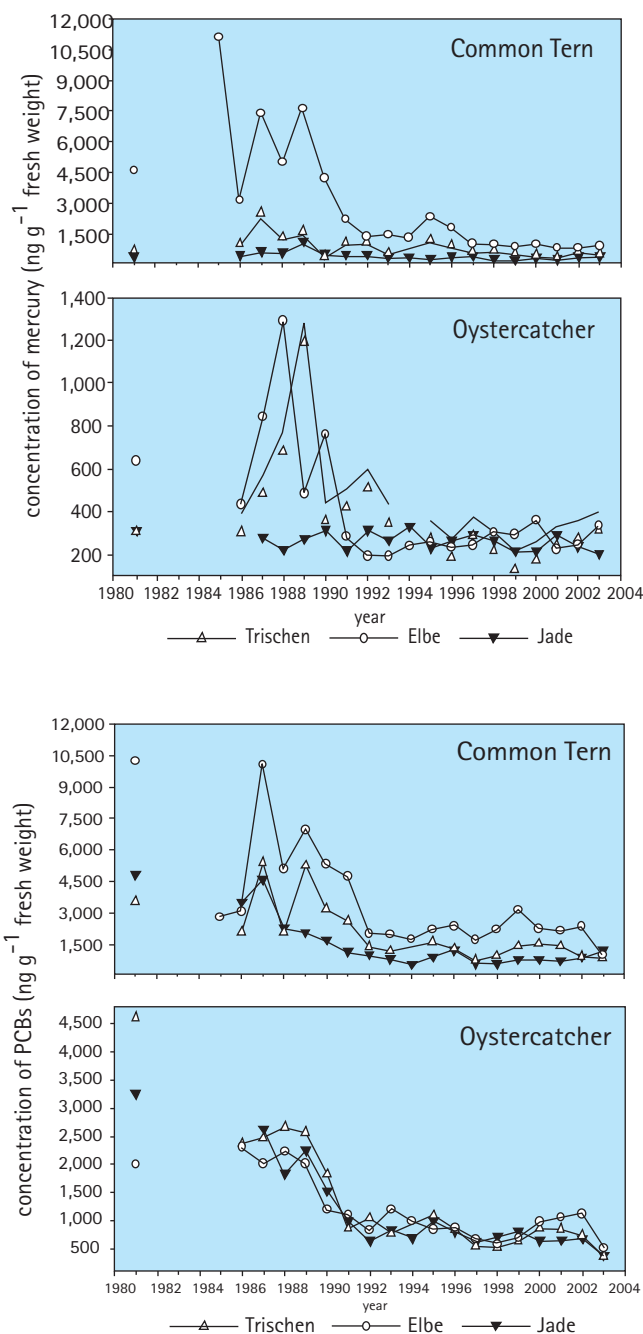 concentration of mercury (ng g⁻¹ fresh weight)
Common Tern
12,000
10,500
9,000
7,500
6,000
4,500
3,000
1,500
Oystercatcher
1,400
1,200
1,000
800
600
400
200
1980 1982 1984 1986 1988 1990 1992 1994 1996 1998 2000 2002 2004
year
Trischen Elbe Jade
concentration of PCBs (ng g⁻¹ fresh weight)
Common Tern
12,000
10,500
9,000
7,500
6,000
4,500
3,000
1,500
Oystercatcher
4,500
4,000
3,500
3,000
2,500
2,000
1,500
1,000
500
1980 1982 1984 1986 1988 1990 1992 1994 1996 1998 2000 2002 2004
year
Trischen Elbe Jade